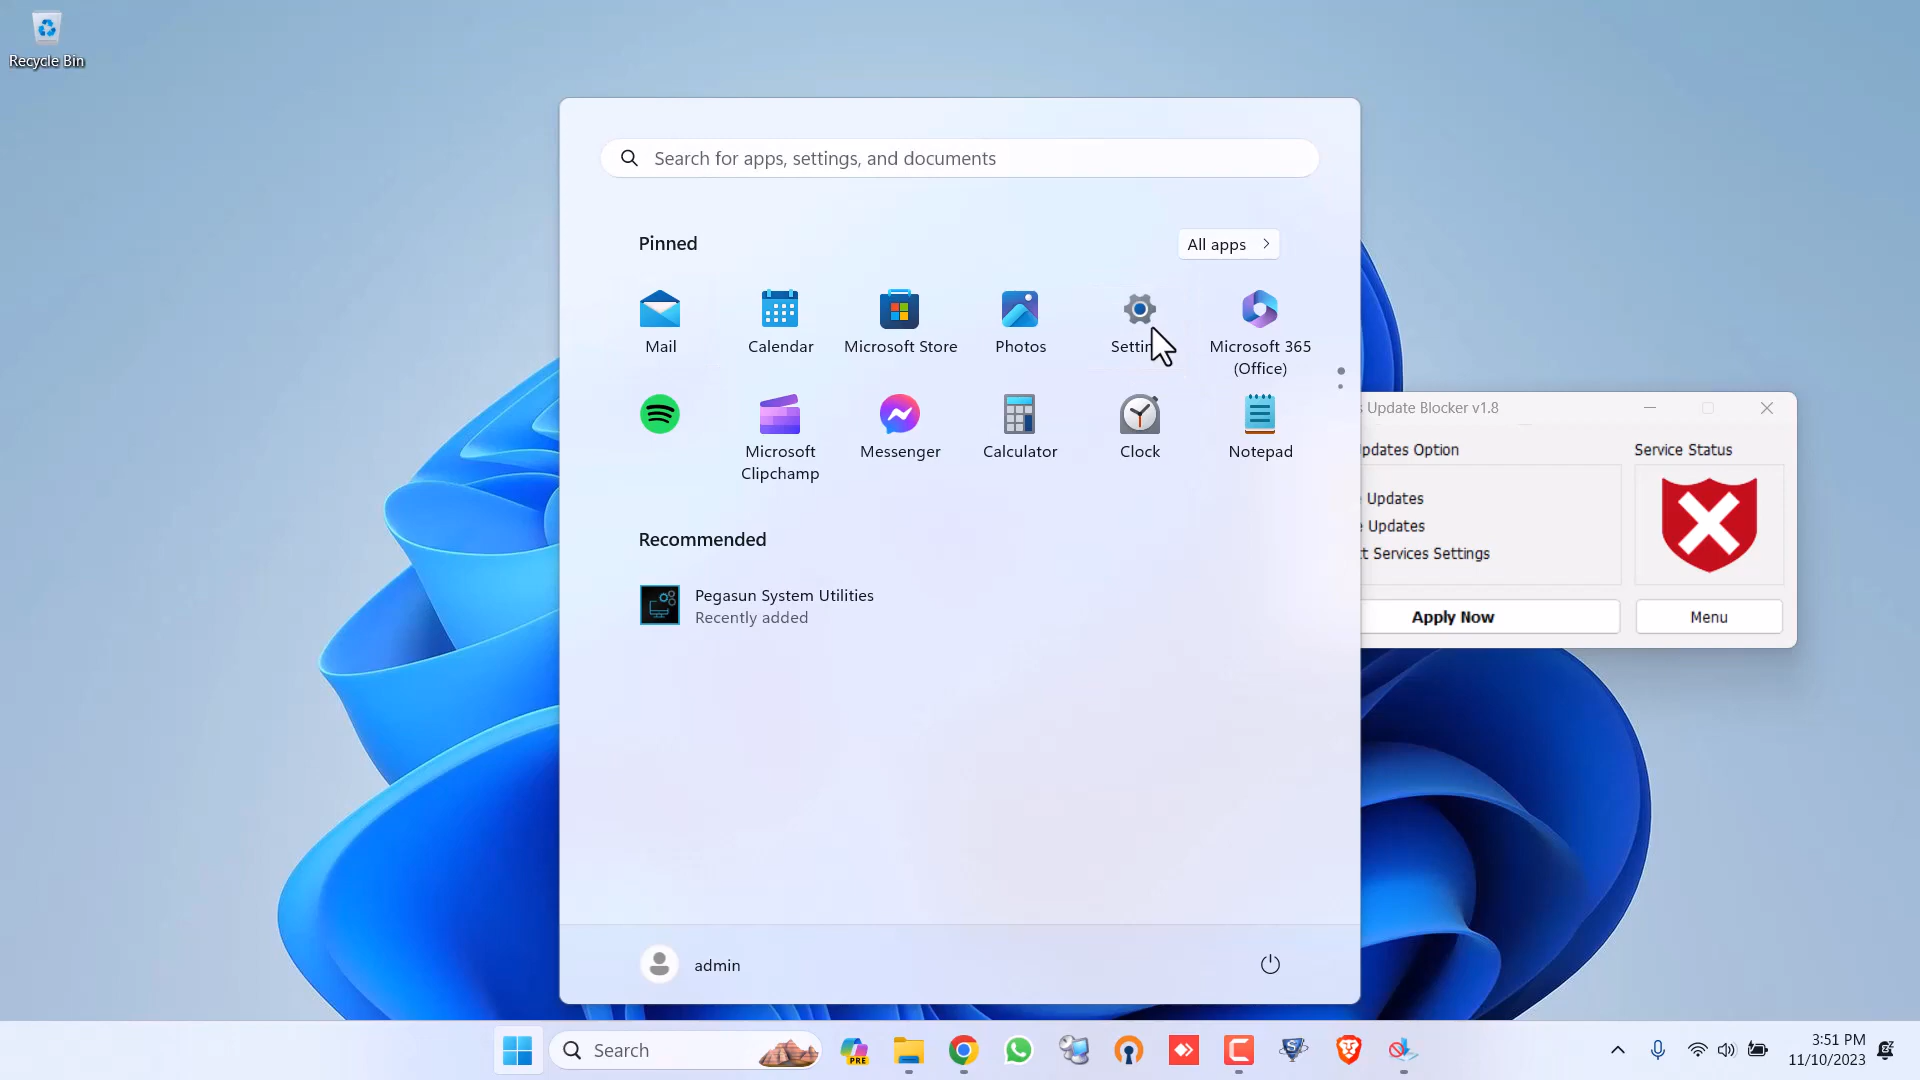 Recycle Bin
Search for apps, settings, and documents
Pinned
All apps
Mail
Calendar
Microsoft Store
Photos
Settin
Microsoft 365
(Office)
Microsoft
Clipchamp
Messenger
Calculator
Clock
Notepad
Recommended
Pegasun System Utilities
Recently added
admin
Update Blocker v1.8
pdates Option
Service Status
Updates
Updates
t Services Settings
Apply Now
Menu
Search
PRE
3:51 PM
11/10/2023